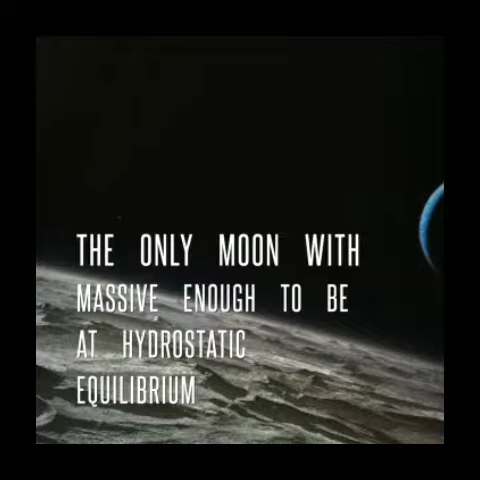 THE ONLY MOON WITH
MASSIVE ENOUGH TO BE
AT HYDROSTATIC
EQUILIBRIUM